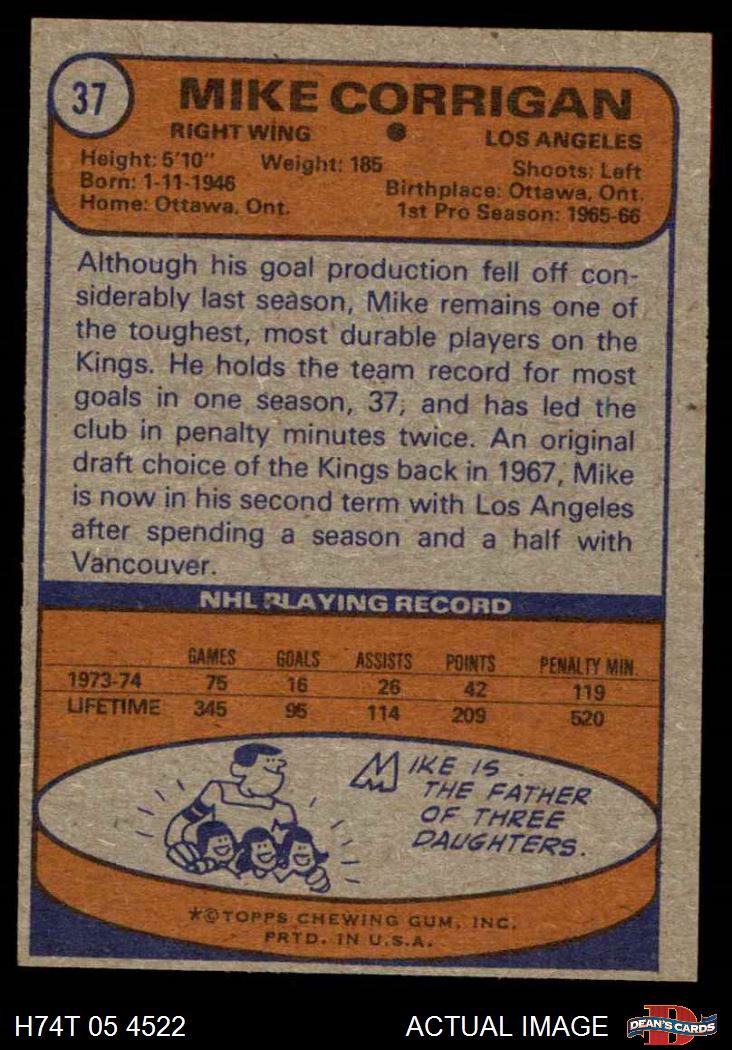 37
MIKE CORRIGAN
RIGHT WING ● LOS ANGELES
Height: 5'10" Weight: 185 Shoots: Left
Born: 1-11-1946 Birthplace: Ottawa, Ont.
Home: Ottawa, Ont. 1st Pro Season: 1965-66
Although his goal production fell off con-
siderably last season, Mike remains one of
the toughest, most durable players on the
Kings. He holds the team record for most
goals in one season, 37, and has led the
club in penalty minutes twice. An original
draft choice of the Kings back in 1967, Mike
is now in his second term with Los Angeles
after spending a season and a half with
Vancouver.
NHL PLAYING RECORD
GAMES GOALS ASSISTS POINTS PENALTY MIN.
1973-74 75 16 26 42 119
LIFETIME 345 95 114 209 520
MIKE IS
THE FATHER
OF THREE
DAUGHTERS.
*©TOPPS CHEWING GUM, INC.
PRTD. IN U.S.A.
H74T 05 4522 ACTUAL IMAGE D DEAN'S CARDS